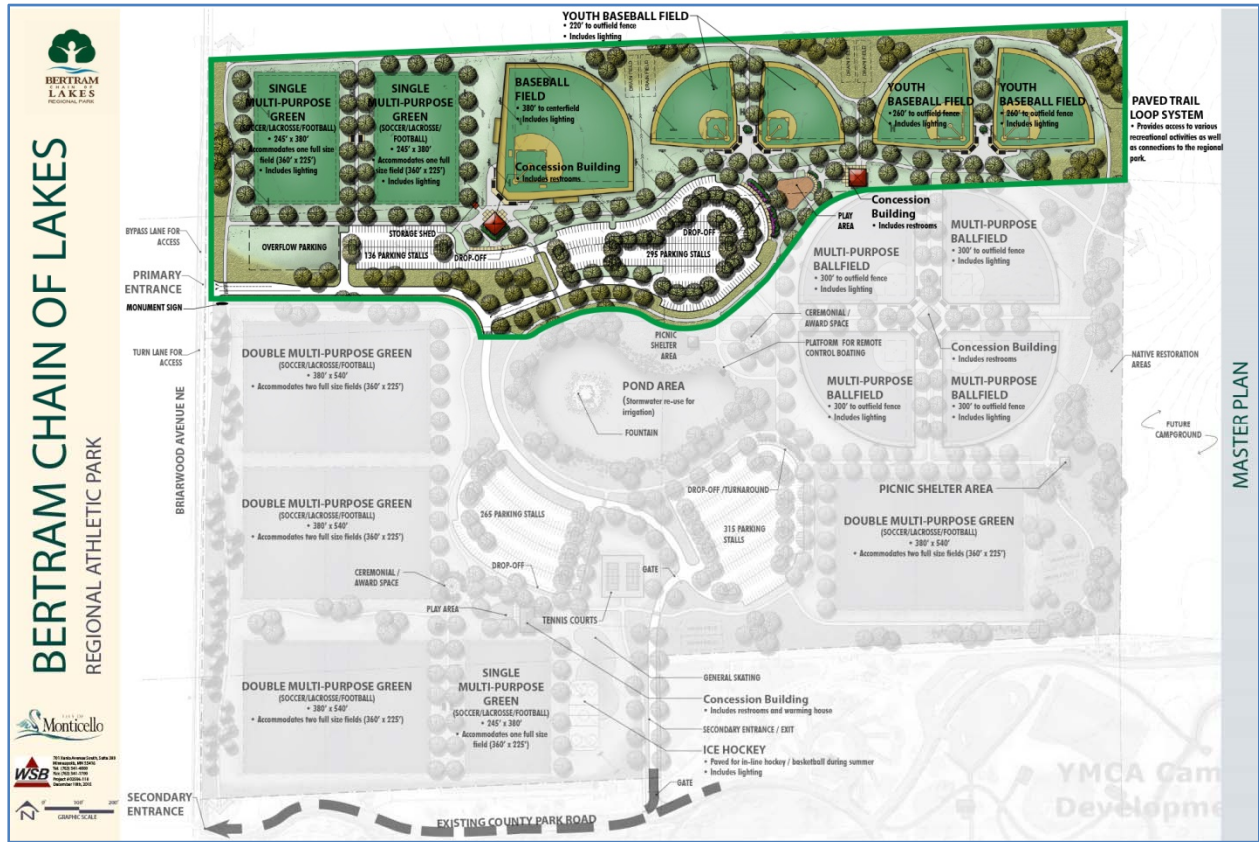 BERTRAM
CHAIN OF
LAKES
REGIONAL PARK
BERTRAM CHAIN OF LAKES
REGIONAL ATHLETIC PARK
CITY OF
Monticello
WSB
N
0' 100' 200'
GRAPHIC SCALE
MASTER PLAN
YOUTH BASEBALL FIELD
• 220' to outfield fence
• Includes lighting
SINGLE
MULTI-PURPOSE
GREEN
(SOCCER/LACROSSE/FOOTBALL)
• 245' x 380'
• Accommodates one full size
field (360' x 225')
• Includes lighting
SINGLE
MULTI-PURPOSE
GREEN
(SOCCER/LACROSSE/
FOOTBALL)
• 245' x 380'
• Accommodates one full
size field (360' x 225')
• Includes lighting
BASEBALL
FIELD
• 380' to centerfield
• Includes lighting
DRAIN FIELD
DRAIN FIELD
DRAIN FIELD
DRAIN FIELD
YOUTH
BASEBALL FIELD
• 260' to outfield fence
• Includes lighting
YOUTH
BASEBALL FIELD
• 260' to outfield fence
• Includes lighting
PAVED TRAIL
LOOP SYSTEM
• Provides access to various
recreational activities as well
as connections to the regional
park.
Concession Building
• Includes restrooms
Concession
Building
• Includes restrooms
PLAY
AREA
BYPASS LANE FOR
ACCESS
OVERFLOW PARKING
STORAGE SHED
136 PARKING STALLS
DROP-OFF
DROP-OFF
295 PARKING STALLS
PRIMARY
ENTRANCE
MONUMENT SIGN
TURN LANE FOR
ACCESS
BRIARWOOD AVENUE NE
MULTI-PURPOSE
BALLFIELD
• 300' to outfield fence
• Includes lighting
MULTI-PURPOSE
BALLFIELD
• 300' to outfield fence
• Includes lighting
CEREMONIAL /
AWARD SPACE
PICNIC
SHELTER
AREA
PLATFORM FOR REMOTE
CONTROL BOATING
Concession Building
• Includes restrooms
NATIVE RESTORATION
AREAS
DOUBLE MULTI-PURPOSE GREEN
(SOCCER/LACROSSE/FOOTBALL)
• 380' x 540'
• Accommodates two full size fields (360' x 225')
POND AREA
(Stormwater re-use for
irrigation)
FOUNTAIN
MULTI-PURPOSE
BALLFIELD
• 300' to outfield fence
• Includes lighting
MULTI-PURPOSE
BALLFIELD
• 300' to outfield fence
• Includes lighting
FUTURE
CAMPGROUND
DOUBLE MULTI-PURPOSE GREEN
(SOCCER/LACROSSE/FOOTBALL)
• 380' x 540'
• Accommodates two full size fields (360' x 225')
265 PARKING STALLS
DROP-OFF /TURNAROUND
315 PARKING
STALLS
PICNIC SHELTER AREA
DOUBLE MULTI-PURPOSE GREEN
(SOCCER/LACROSSE/FOOTBALL)
• 380' x 540'
• Accommodates two full size fields (360' x 225')
CEREMONIAL /
AWARD SPACE
DROP-OFF
GATE
PLAY AREA
TENNIS COURTS
DOUBLE MULTI-PURPOSE GREEN
(SOCCER/LACROSSE/FOOTBALL)
• 380' x 540'
• Accommodates two full size fields (360' x 225')
SINGLE
MULTI-PURPOSE
GREEN
(SOCCER/LACROSSE/FOOTBALL)
• 245' x 380'
• Accommodates one full size
field (360' x 225')
GENERAL SKATING
Concession Building
• Includes restrooms and warming house
SECONDARY ENTRANCE / EXIT
ICE HOCKEY
• Paved for in-line hockey / basketball during summer
• Includes lighting
GATE
SECONDARY
ENTRANCE
EXISTING COUNTY PARK ROAD
YMCA Cam
Developme